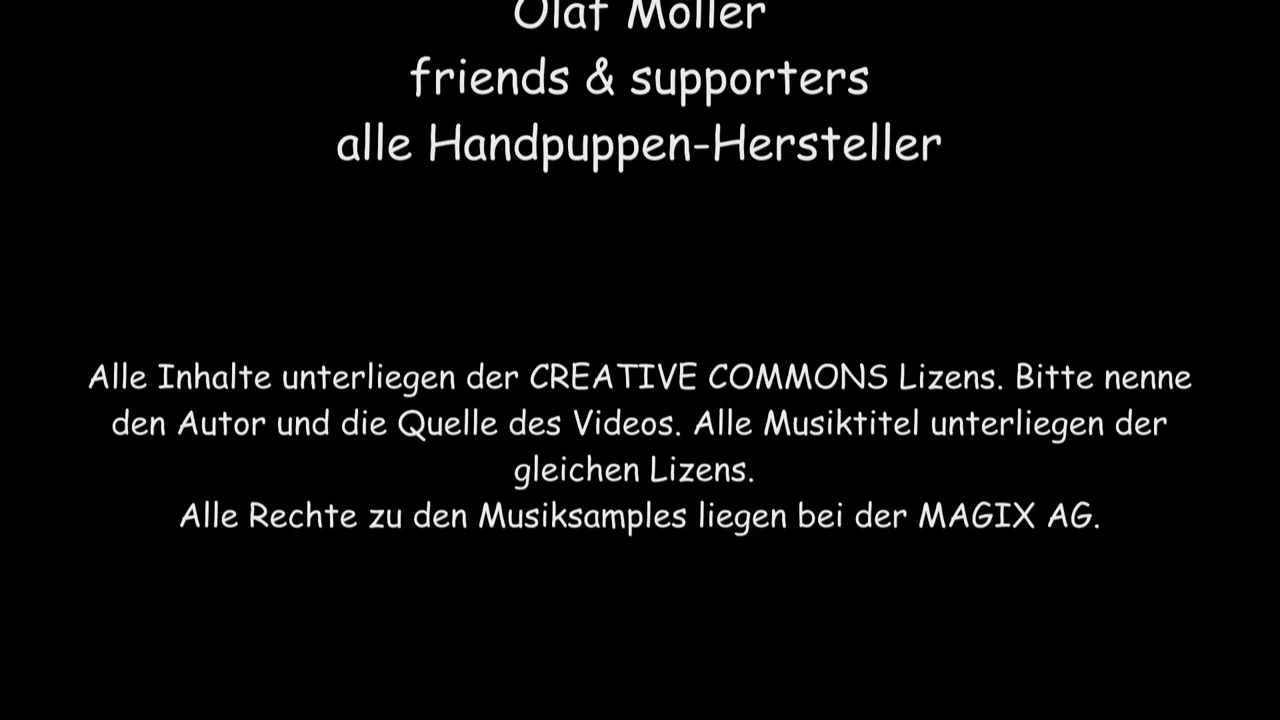 Olaf
friends & supporters
alle Handpuppen-Hersteller
Alle Inhalte unterliegen der CREATIVE COMMONS Lizens. Bitte nenne
den Autor und die Quelle des Videos. Alle Musiktitel unterliegen der
gleichen Lizens.
Alle Rechte zu den Musiksamples liegen bei der MAGIX AG.